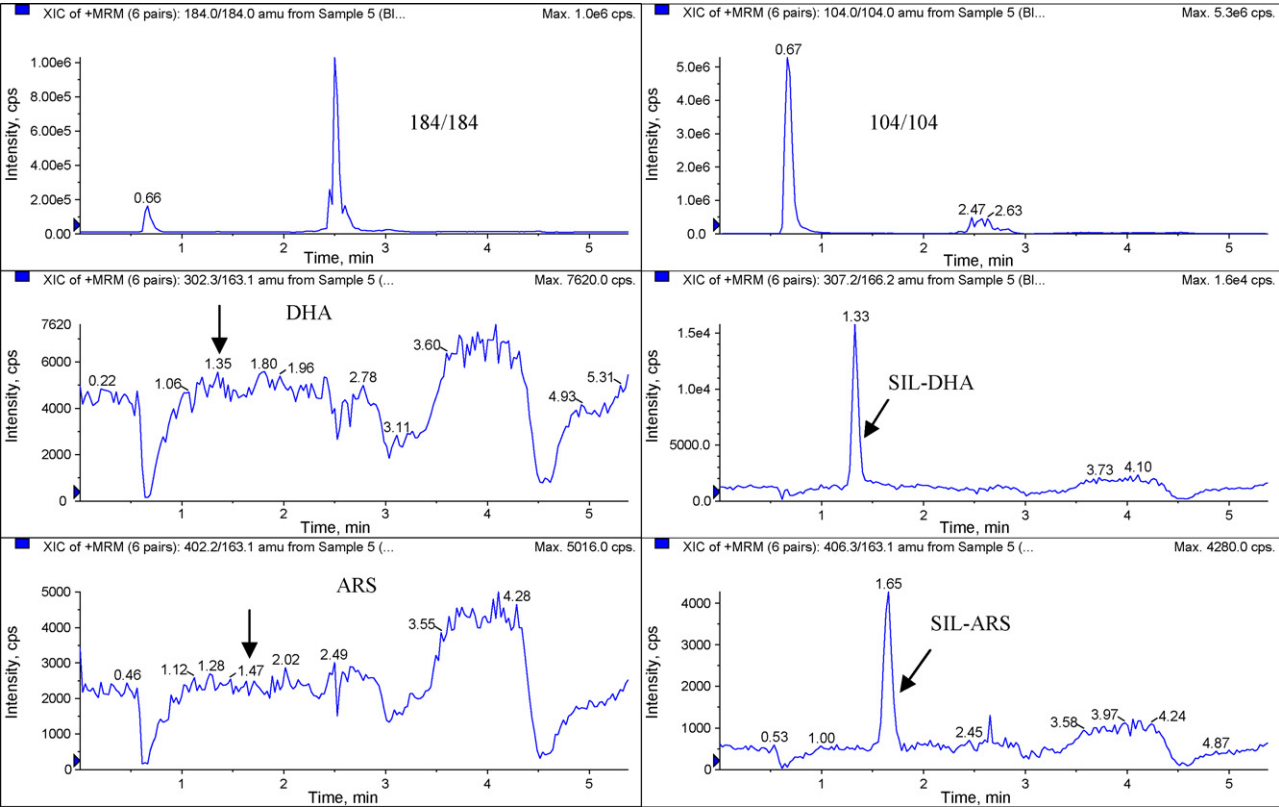 XIC of +MRM (6 pairs): 184.0/184.0 amu from Sample 5 (Bl... Max. 1.0e6 cps.
184/184
0.66
Intensity, cps
1.00e6
8.00e5
6.00e5
4.00e5
2.00e5
0.00
1 2 3 4 5
Time, min
XIC of +MRM (6 pairs): 104.0/104.0 amu from Sample 5 (Bl... Max. 5.3e6 cps.
0.67
104/104
2.47 2.63
Intensity, cps
5.0e6
4.0e6
3.0e6
2.0e6
1.0e6
0.0
1 2 3 4 5
Time, min
XIC of +MRM (6 pairs): 302.3/163.1 amu from Sample 5 (... Max. 7620.0 cps.
DHA
0.22 1.06 1.35 1.80 1.96 2.78 3.11 3.60 4.93 5.31
Intensity, cps
7620
6000
4000
2000
0
1 2 3 4 5
Time, min
XIC of +MRM (6 pairs): 307.2/166.2 amu from Sample 5 (Bl... Max. 1.6e4 cps.
1.33
SIL-DHA
3.73 4.10
Intensity, cps
1.5e4
1.0e4
5000.0
0.0
1 2 3 4 5
Time, min
XIC of +MRM (6 pairs): 402.2/163.1 amu from Sample 5 (... Max. 5016.0 cps.
ARS
0.46 1.12 1.28 1.47 2.02 2.49 3.55 4.28
Intensity, cps
5000
4000
3000
2000
1000
0
1 2 3 4 5
Time, min
XIC of +MRM (6 pairs): 406.3/163.1 amu from Sample 5 (... Max. 4280.0 cps.
1.65
SIL-ARS
0.53 1.00 2.45 3.58 3.97 4.24 4.87
Intensity, cps
4000
3000
2000
1000
0
1 2 3 4 5
Time, min